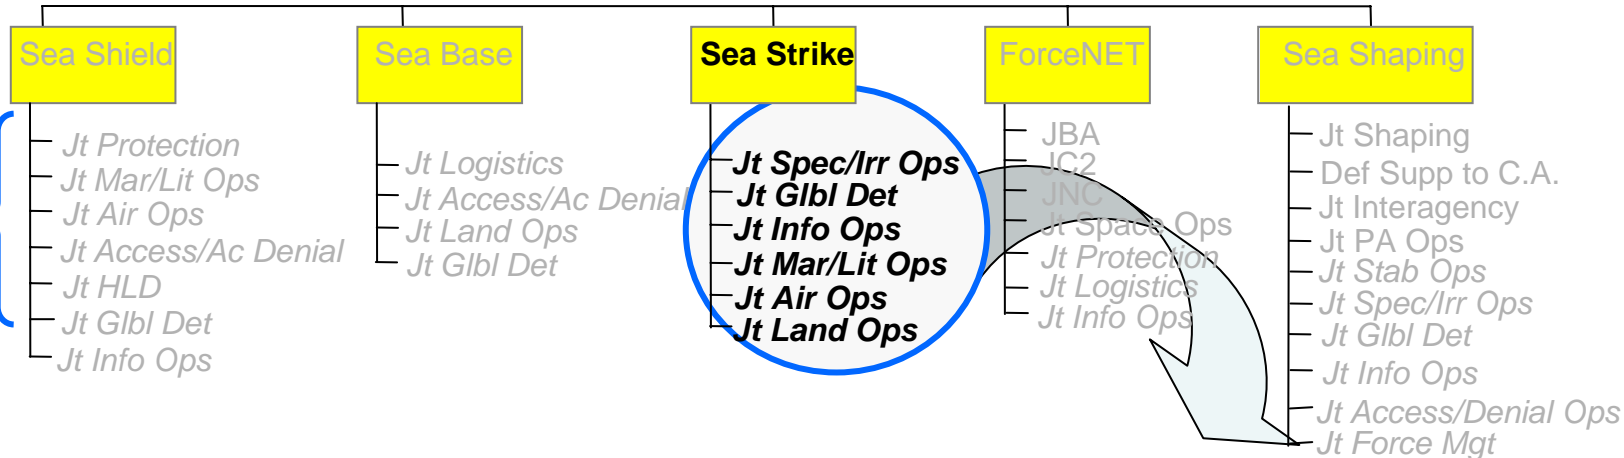 Sea Shield
Jt Protection
Jt Mar/Lit Ops
Jt Air Ops
Jt Access/Ac Denial
Jt HLD
Jt Glbl Det
Jt Info Ops
Sea Base
Jt Logistics
Jt Access/Ac Denial
Jt Land Ops
Jt Glbl Det
Sea Strike
Jt Spec/Irr Ops
Jt Glbl Det
Jt Info Ops
Jt Mar/Lit Ops
Jt Air Ops
Jt Land Ops
ForceNET
JBA
JC2
JNC
Jt Space Ops
Jt Protection
Jt Logistics
Jt Info Ops
Sea Shaping
Jt Shaping
Def Supp to C.A.
Jt Interagency
Jt PA Ops
Jt Stab Ops
Jt Spec/Irr Ops
Jt Glbl Det
Jt Info Ops
Jt Access/Denial Ops
Jt Force Mgt